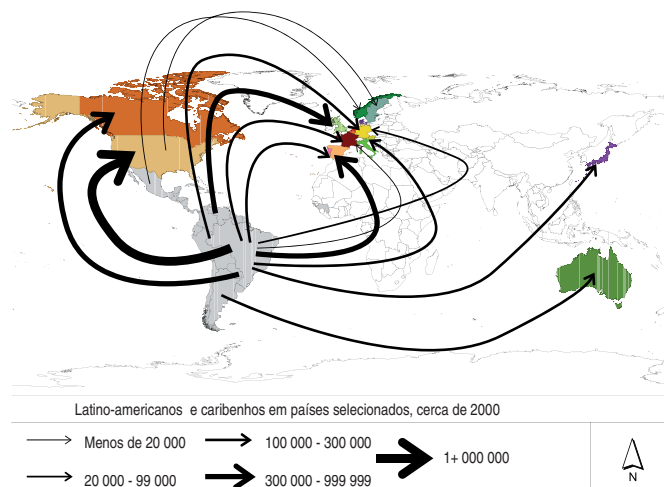 Latino-americanos e caribenhos em países selecionados, cerca de 2000
Menos de 20 000
100 000 - 300 000
1+ 000 000
20 000 - 99 000
300 000 - 999 999
N